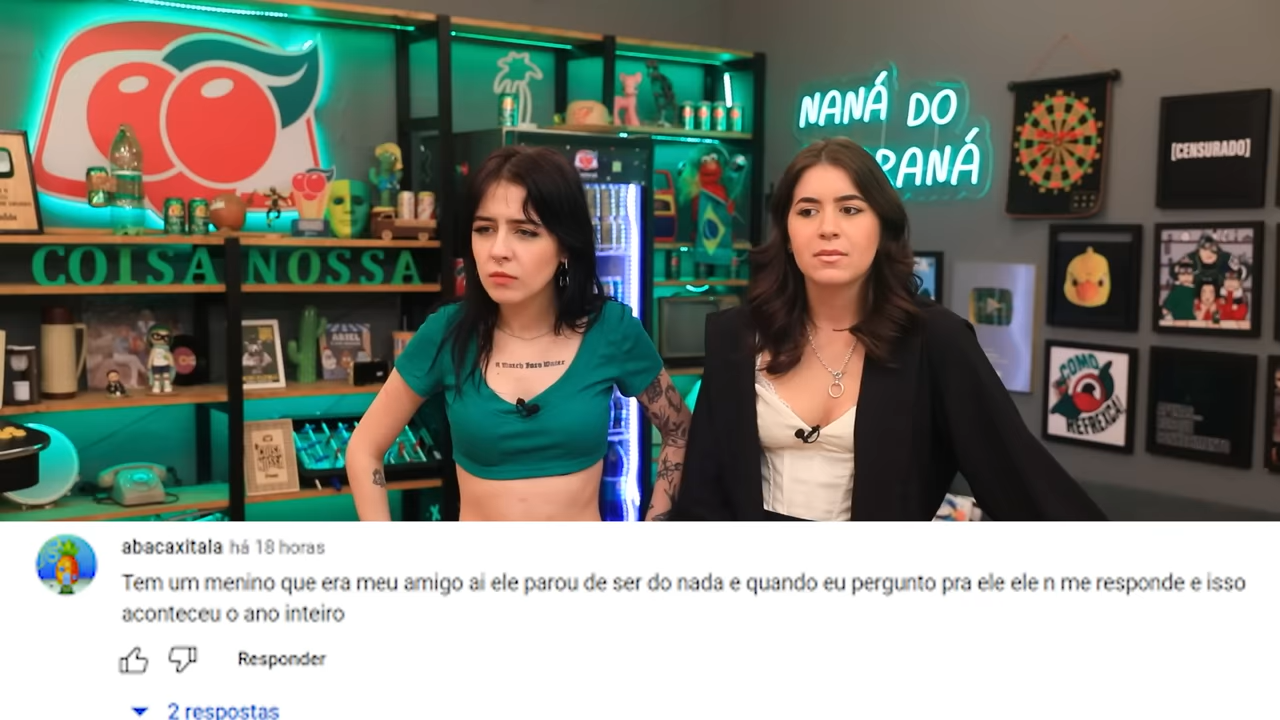 NANÁ DO
RANÁ
[CENSURADO]
COISA NOSSA
COMO
REFREXCA!
abacaxitala há 18 horas
Tem um menino que era meu amigo ai ele parou de ser do nada e quando eu pergunto pra ele ele n me responde e isso
aconteceu o ano inteiro
Responder
2 respostas